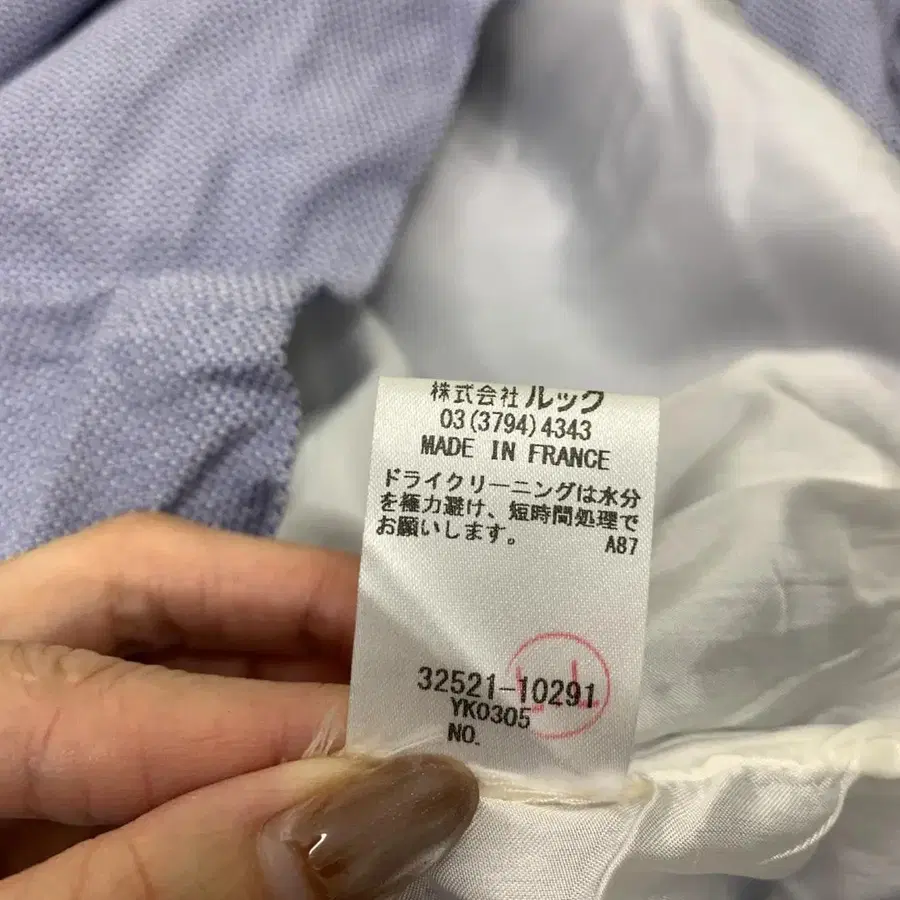 株式会社 ルック
03(3794)4343
MADE IN FRANCE
ドライクリーニングは水分
を極力避け、短時間処理で
お願いします。 A87
32521-10291
YK0305
NO.